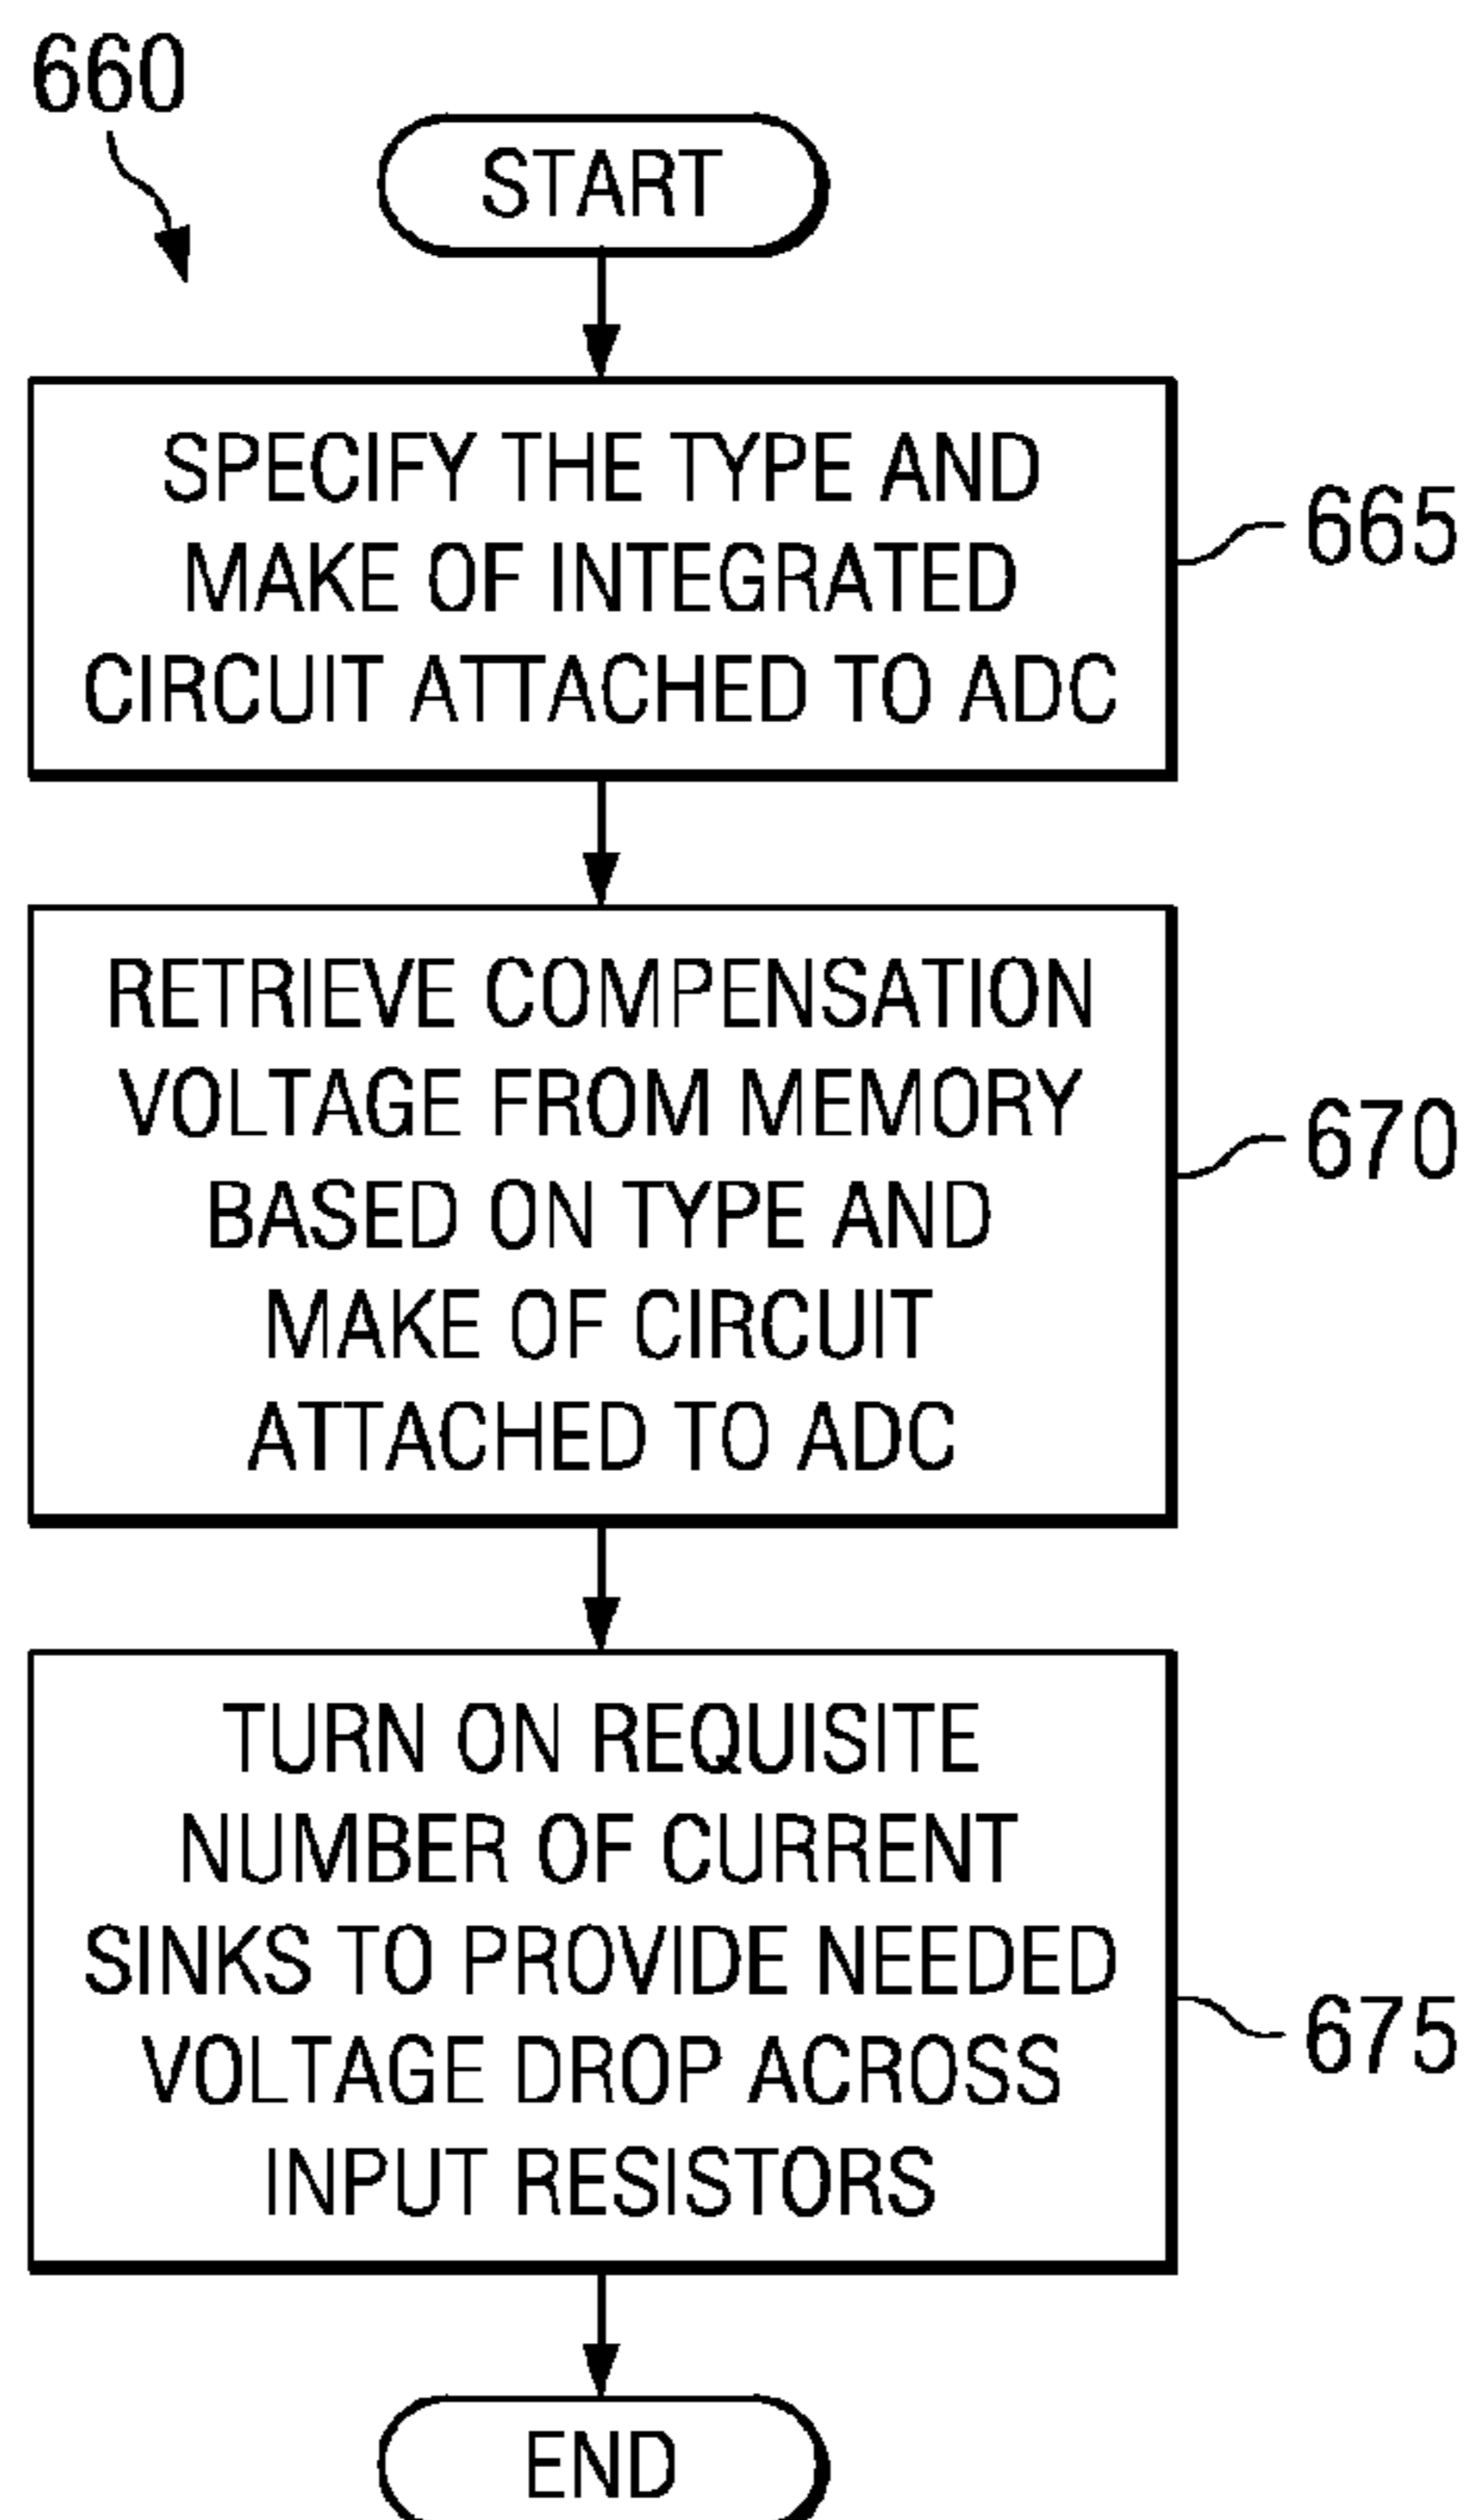 660
START
SPECIFY THE TYPE AND
MAKE OF INTEGRATED
CIRCUIT ATTACHED TO ADC
665
RETRIEVE COMPENSATION
VOLTAGE FROM MEMORY
BASED ON TYPE AND
MAKE OF CIRCUIT
ATTACHED TO ADC
670
TURN ON REQUISITE
NUMBER OF CURRENT
SINKS TO PROVIDE NEEDED
VOLTAGE DROP ACROSS
INPUT RESISTORS
675
END